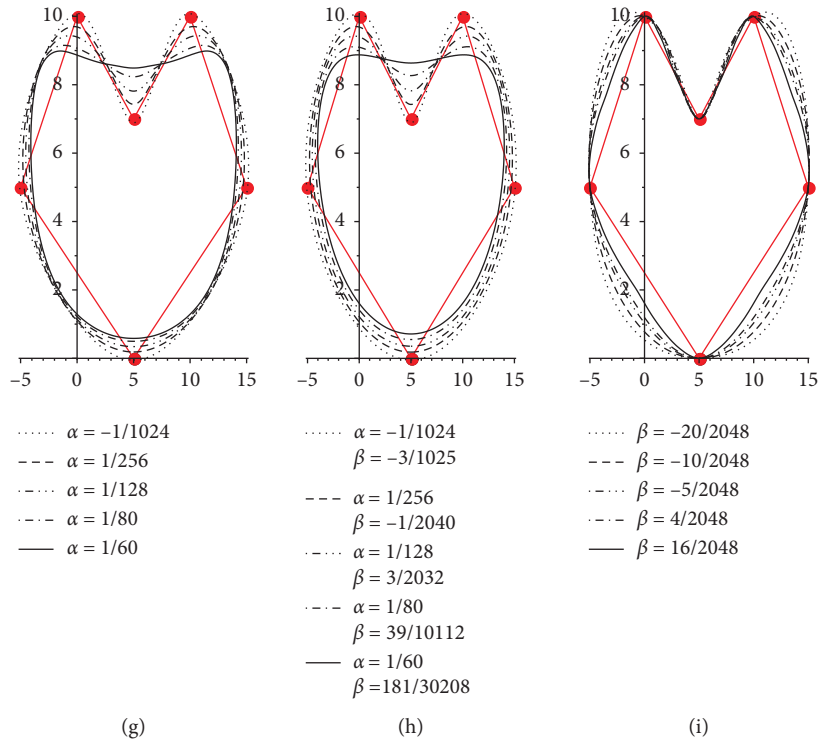 10
8
6
4
2
−5 0 5 10 15
α = –1/1024
α = 1/256
α = 1/128
α = 1/80
α = 1/60
(g)
10
8
6
4
2
−5 0 5 10 15
α = –1/1024
β = –3/1025
α = 1/256
β = –1/2040
α = 1/128
β = 3/2032
α = 1/80
β = 39/10112
α = 1/60
β =181/30208
(h)
10
8
6
4
2
−5 0 5 10 15
β = –20/2048
β = –10/2048
β = –5/2048
β = 4/2048
β = 16/2048
(i)